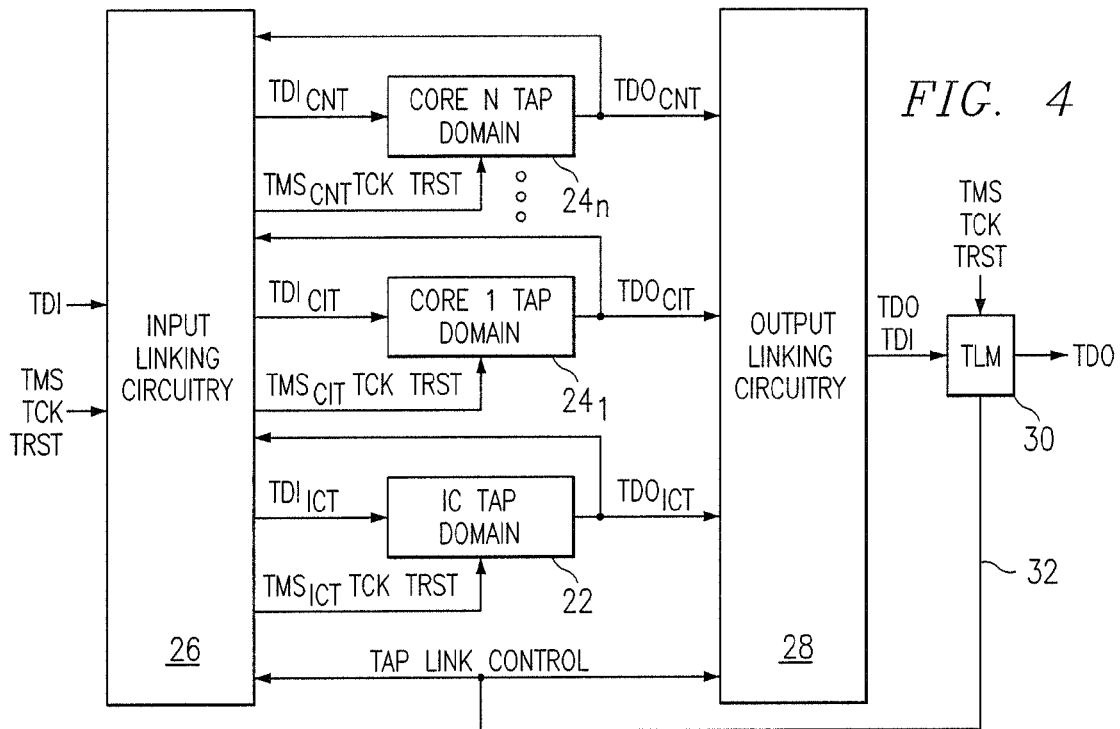 FIG. 4
TDI CNT
CORE N TAP
DOMAIN
TDO CNT
TMS CNT TCK TRST
24n
TMS
TCK
TRST
TDI
TMS
TCK
TRST
INPUT
LINKING
CIRCUITRY
TDI CIT
CORE 1 TAP
DOMAIN
TDO CIT
TMS CIT TCK TRST
241
OUTPUT
LINKING
CIRCUITRY
TDO
TDI
TLM
TDO
30
TDI ICT
IC TAP
DOMAIN
TDO ICT
TMS ICT TCK TRST
22
32
26
TAP LINK CONTROL
28